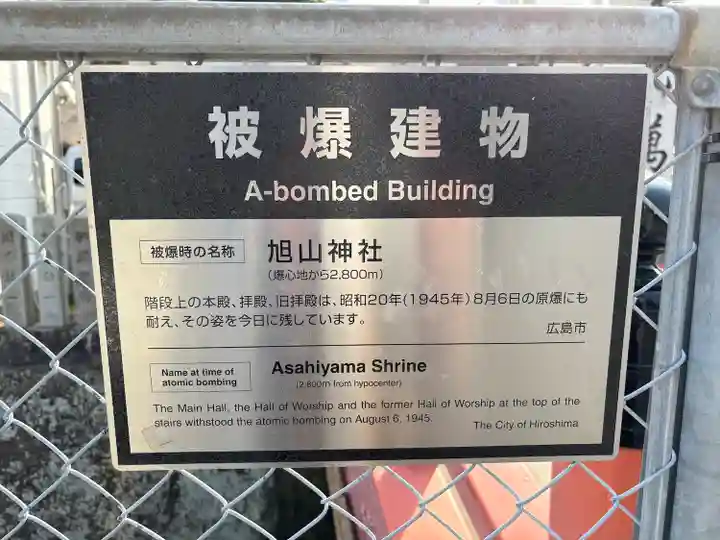 被爆建物
A-bombed Building
被爆時の名称 旭山神社
(爆心地から2,800m)
階段上の本殿、拝殿、旧拝殿は、昭和20年(1945年)8月6日の原爆にも
耐え、その姿を今日に残しています。 広島市
Name at time of
atomic bombing
Asahiyama Shrine
(2,800m from hypocenter)
The Main Hall, the Hall of Worship and the former Hall of Worship at the top of the
stairs withstood the atomic bombing on August 6, 1945. The City of Hiroshima
萬